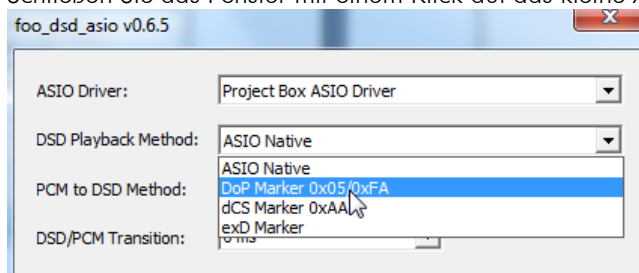 foo_dsd_asio v0.6.5
ASIO Driver: Project Box ASIO Driver
DSD Playback Method: ASIO Native
ASIO Native
PCM to DSD Method: DoP Marker 0x05/0xFA
dCS Marker 0xAA
exD Marker
DSD/PCM Transition: